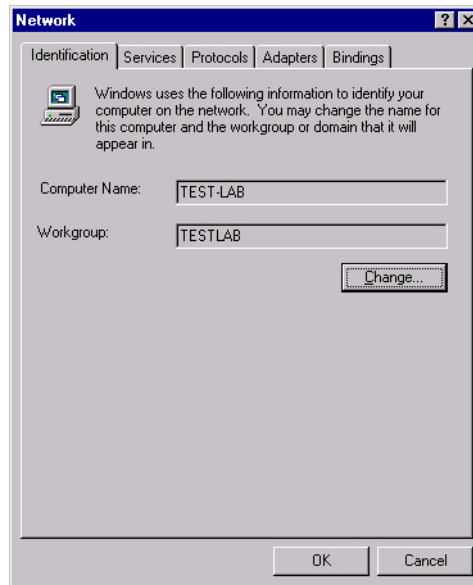 Network
Identification Services Protocols Adapters Bindings
Windows uses the following information to identify your
computer on the network. You may change the name for
this computer and the workgroup or domain that it will
appear in.
Computer Name: TEST-LAB
Workgroup: TESTLAB
Change...
OK Cancel